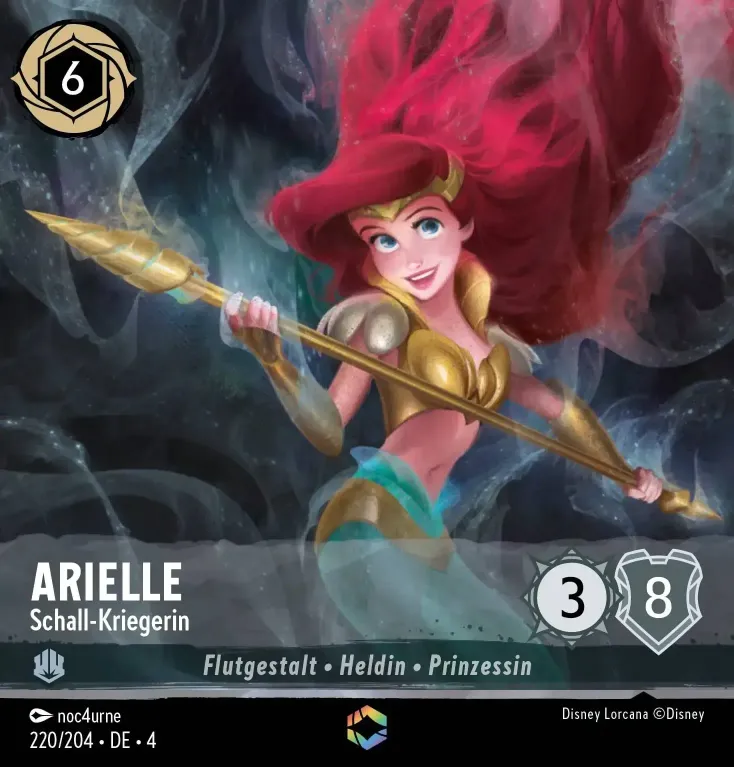 6
ARIELLE
Schall-Kriegerin
3
8
Flutgestalt • Heldin • Prinzessin
noc4urne
Disney Lorcana ©Disney
220/204 • DE • 4